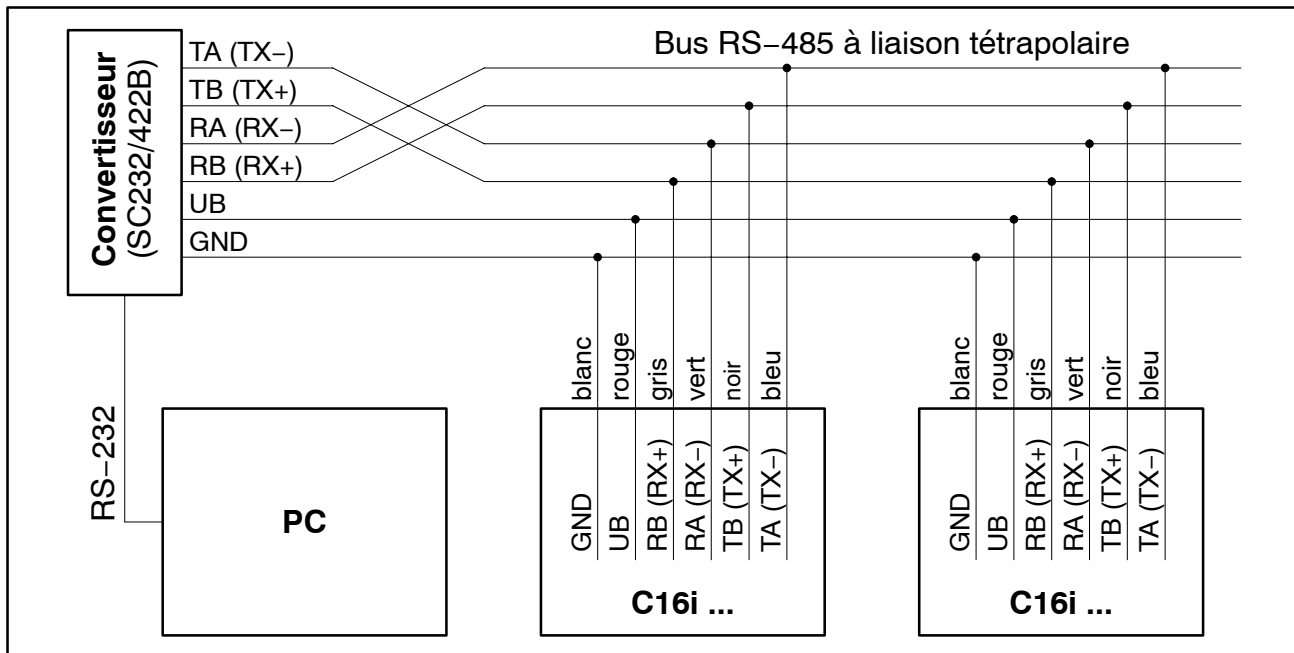 Bus RS−485 à liaison tétrapolaire
Convertisseur
(SC232/422B)
TA (TX−)
TB (TX+)
RA (RX−)
RB (RX+)
UB
GND
RS−232
PC
blanc
rouge
gris
vert
noir
bleu
GND
UB
RB (RX+)
RA (RX−)
TB (TX+)
TA (TX−)
C16i ...
blanc
rouge
gris
vert
noir
bleu
GND
UB
RB (RX+)
RA (RX−)
TB (TX+)
TA (TX−)
C16i ...